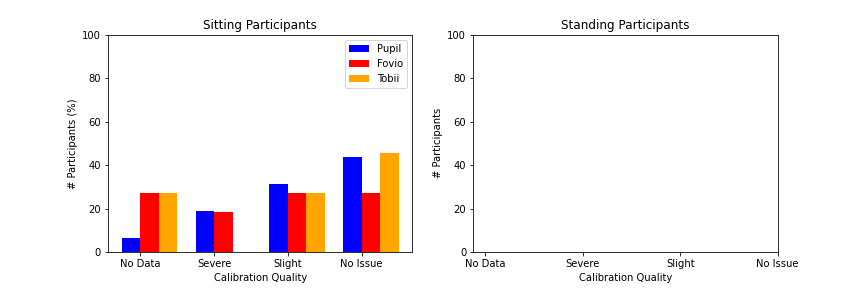 Sitting Participants
100
80
60
40
20
0
# Participants (%)
Pupil
Fovio
Tobii
No Data Severe Slight No Issue
Calibration Quality
Standing Participants
100
80
60
40
20
0
# Participants
No Data Severe Slight No Issue
Calibration Quality